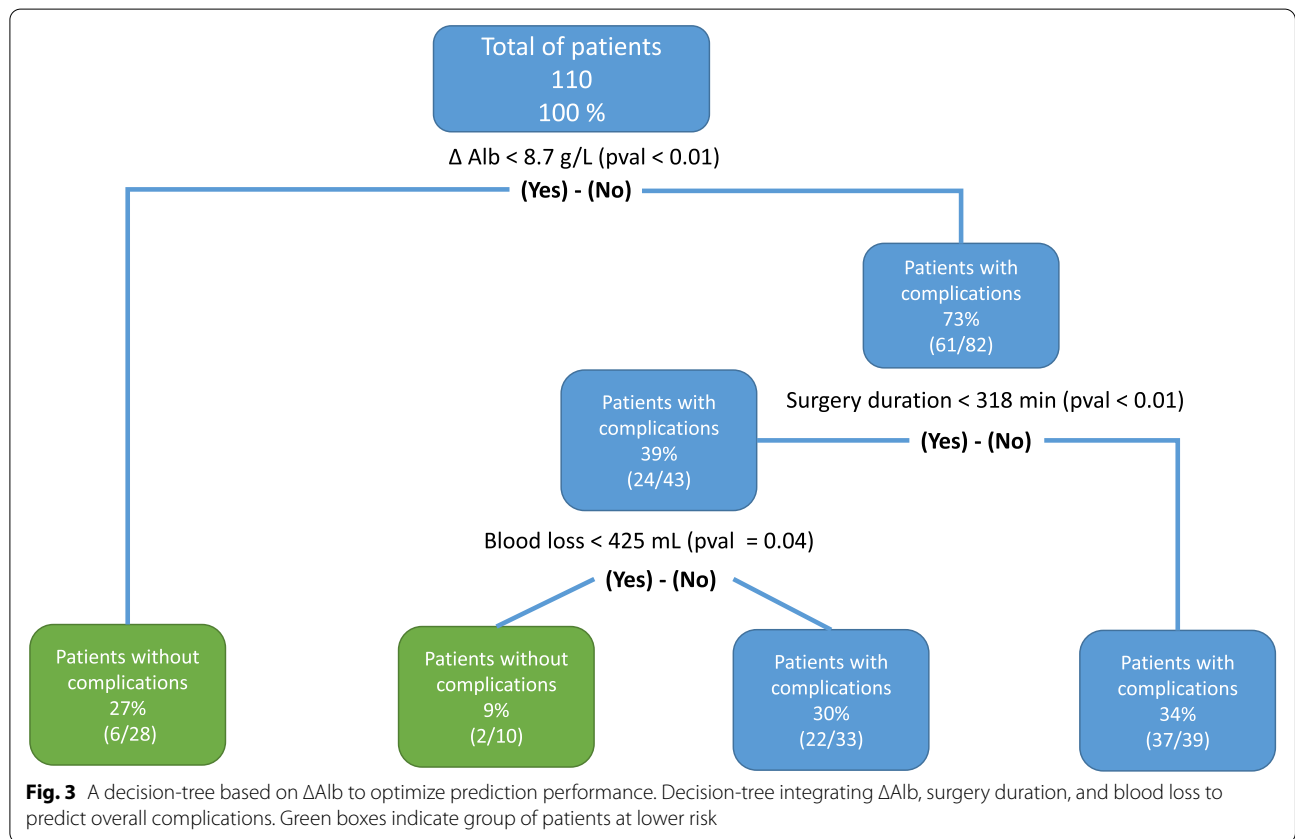 Total of patients
110
100 %
Δ Alb < 8.7 g/L (pval < 0.01)
(Yes) - (No)
Patients with
complications
73%
(61/82)
Surgery duration < 318 min (pval < 0.01)
(Yes) - (No)
Patients with
complications
39%
(24/43)
Blood loss < 425 mL (pval = 0.04)
(Yes) - (No)
Patients without
complications
27%
(6/28)
Patients without
complications
9%
(2/10)
Patients with
complications
30%
(22/33)
Patients with
complications
34%
(37/39)
Fig. 3 A decision-tree based on ΔAlb to optimize prediction performance. Decision-tree integrating ΔAlb, surgery duration, and blood loss to
predict overall complications. Green boxes indicate group of patients at lower risk